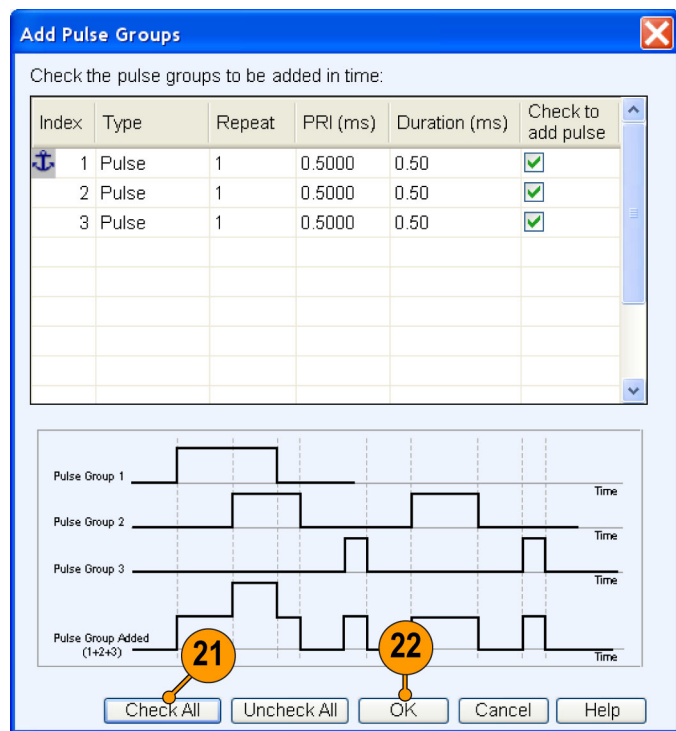 Add Pulse Groups
Check the pulse groups to be added in time:
Index Type Repeat PRI (ms) Duration (ms) Check to add pulse
1 Pulse 1 0.5000 0.50
2 Pulse 1 0.5000 0.50
3 Pulse 1 0.5000 0.50
Pulse Group 1
Time
Pulse Group 2
Time
Pulse Group 3
Time
Pulse Group Added
(1+2+3)
Time
21
22
Check All Uncheck All OK Cancel Help